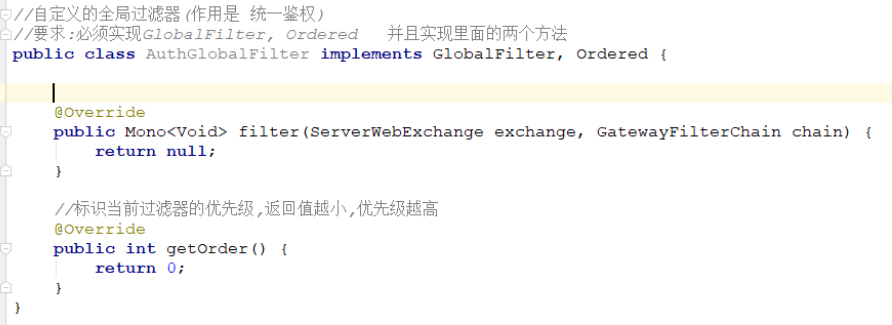 //自定义的全局过滤器(作用是 统一鉴权)
//要求:必须实现GlobalFilter, Ordered   并且实现里面的两个方法
public class AuthGlobalFilter implements GlobalFilter, Ordered {
    @Override
    public Mono<Void> filter(ServerWebExchange exchange, GatewayFilterChain chain) {
        return null;
    }
    //标识当前过滤器的优先级,返回值越小,优先级越高
    @Override
    public int getOrder() {
        return 0;
    }
}